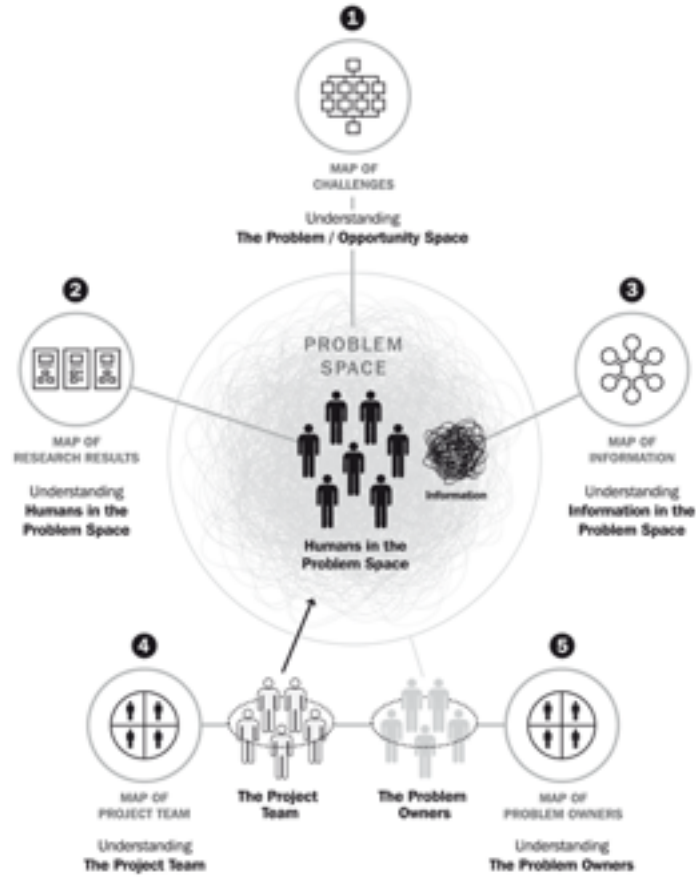 1
MAP OF
CHALLENGES
Understanding
The Problem / Opportunity Space
2
MAP OF
RESEARCH RESULTS
Understanding
Humans in the
Problem Space
3
MAP OF
INFORMATION
Understanding
Information in the
Problem Space
PROBLEM
SPACE
Information
Humans in the
Problem Space
4
MAP OF
PROJECT TEAM
Understanding
The Project Team
The Project
Team
The Problem
Owners
5
MAP OF
PROBLEM OWNERS
Understanding
The Problem Owners